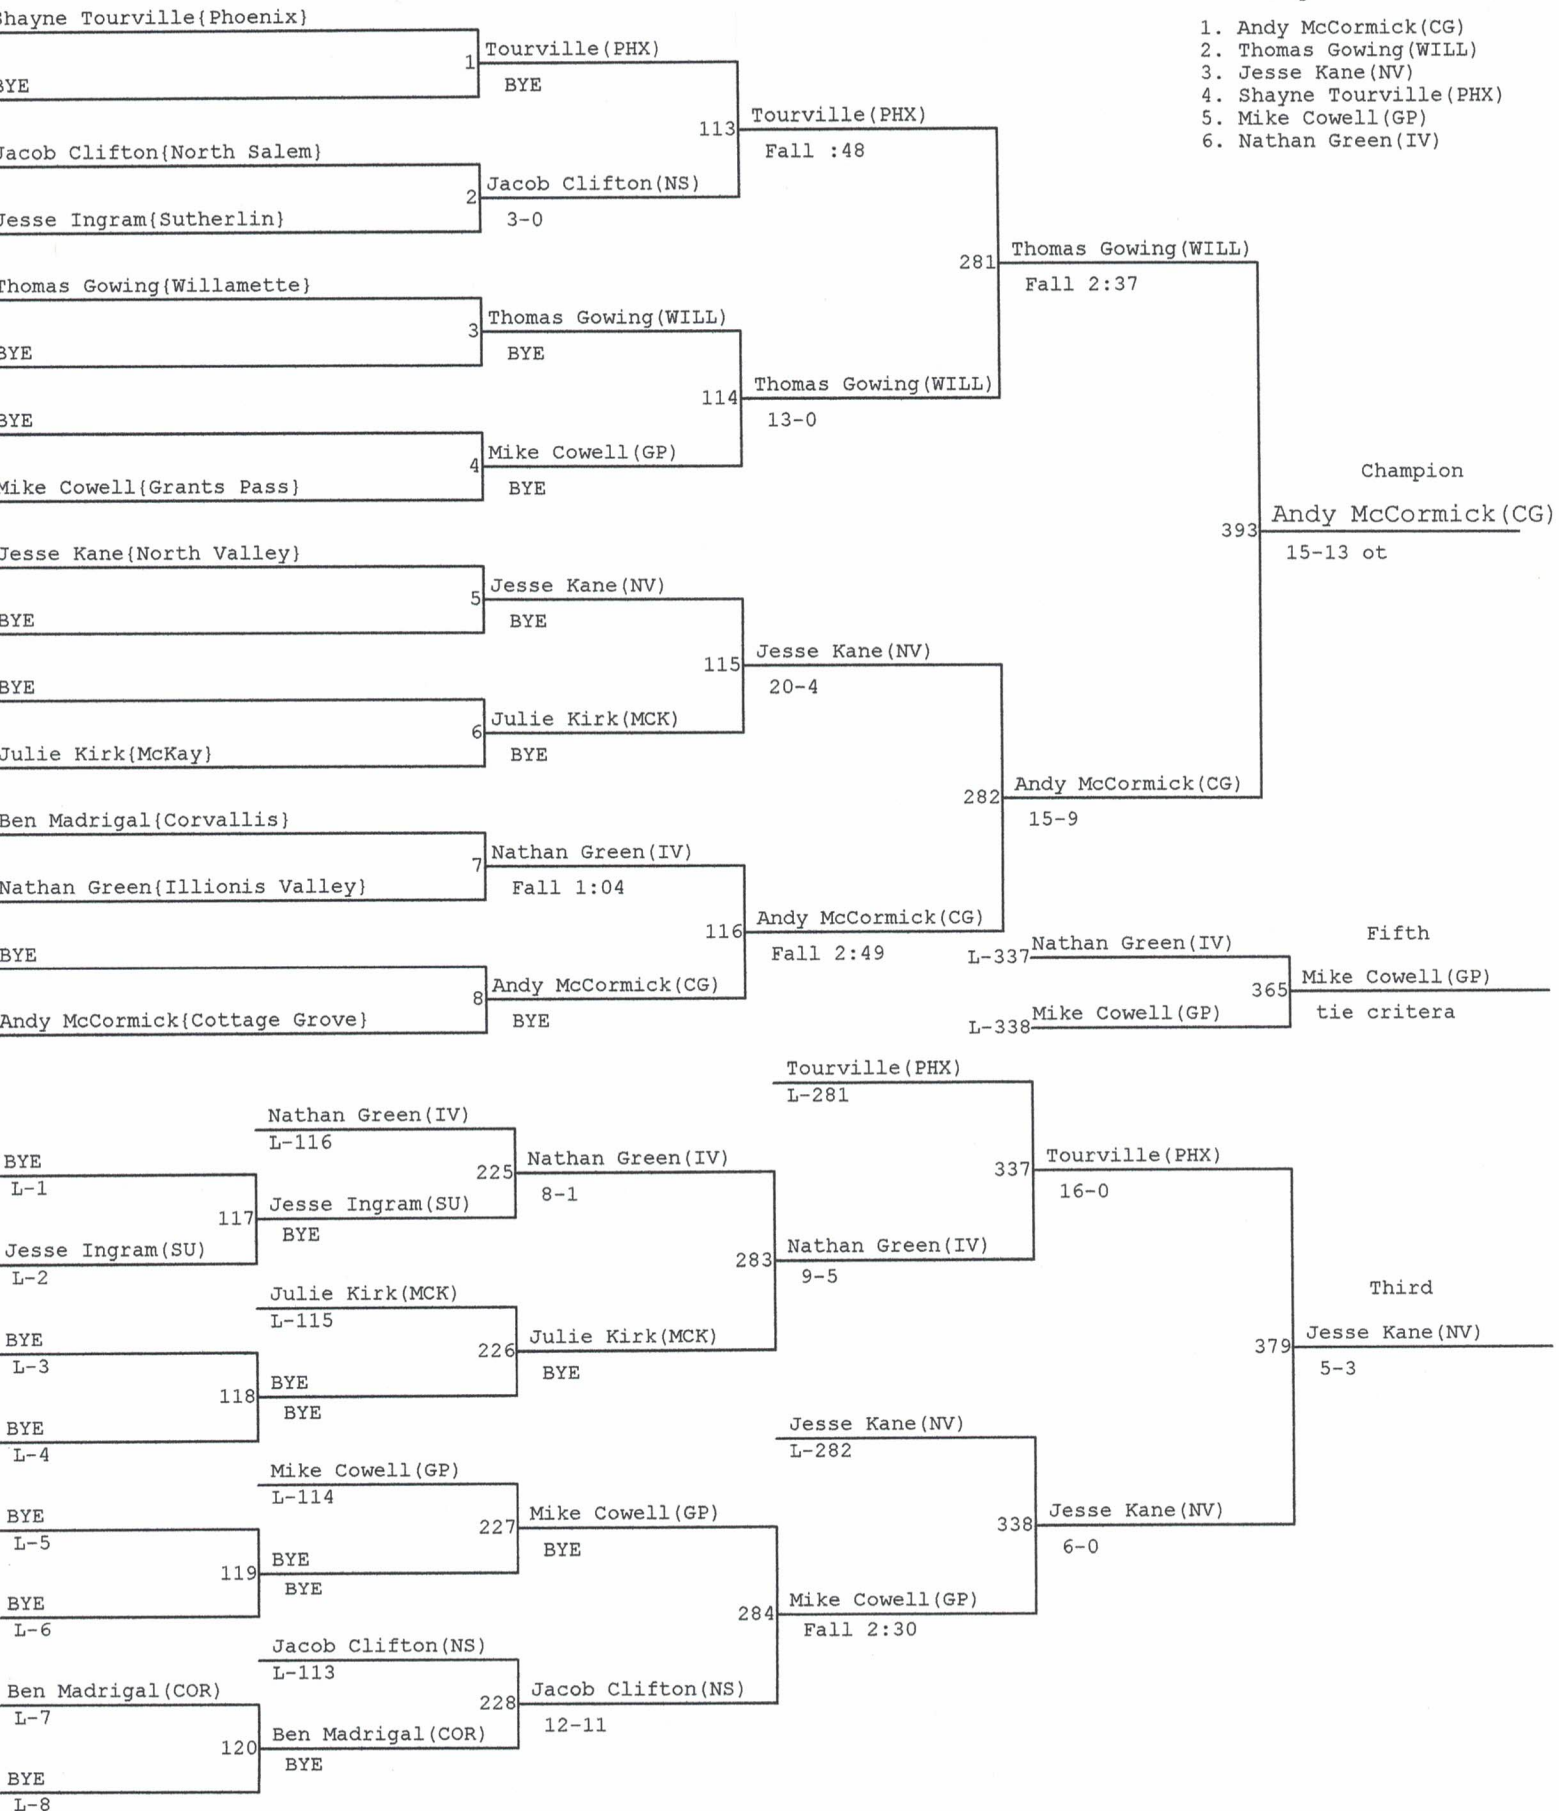 Shayne Tourville{Phoenix}
1
Tourville(PHX)
BYE
BYE
113
Tourville(PHX)
Fall :48
Jacob Clifton{North Salem}
2
Jacob Clifton(NS)
3-0
Jesse Ingram{Sutherlin}
281
Thomas Gowing(WILL)
Fall 2:37
Thomas Gowing{Willamette}
3
Thomas Gowing(WILL)
BYE
BYE
114
Thomas Gowing(WILL)
13-0
BYE
4
Mike Cowell(GP)
BYE
Mike Cowell{Grants Pass}
1. Andy McCormick(CG)
2. Thomas Gowing(WILL)
3. Jesse Kane(NV)
4. Shayne Tourville(PHX)
5. Mike Cowell(GP)
6. Nathan Green(IV)
Champion
393
Andy McCormick(CG)
15-13 ot
Jesse Kane{North Valley}
5
Jesse Kane(NV)
BYE
BYE
115
Jesse Kane(NV)
20-4
BYE
6
Julie Kirk(MCK)
BYE
Julie Kirk{McKay}
282
Andy McCormick(CG)
15-9
Ben Madrigal{Corvallis}
7
Nathan Green(IV)
Fall 1:04
Nathan Green{Illionis Valley}
116
Andy McCormick(CG)
Fall 2:49
BYE
8
Andy McCormick(CG)
BYE
Andy McCormick{Cottage Grove}
L-337
Nathan Green(IV)
Fifth
365
Mike Cowell(GP)
tie critera
L-338
Mike Cowell(GP)
Tourville(PHX)
L-281
Nathan Green(IV)
L-116
BYE
L-1
225
Nathan Green(IV)
8-1
117
Jesse Ingram(SU)
BYE
Jesse Ingram(SU)
L-2
337
Tourville(PHX)
16-0
283
Nathan Green(IV)
9-5
Julie Kirk(MCK)
L-115
BYE
L-3
226
Julie Kirk(MCK)
BYE
118
BYE
BYE
BYE
L-4
Third
379
Jesse Kane(NV)
5-3
Jesse Kane(NV)
L-282
Mike Cowell(GP)
L-114
BYE
L-5
227
Mike Cowell(GP)
BYE
119
BYE
BYE
BYE
L-6
338
Jesse Kane(NV)
6-0
284
Mike Cowell(GP)
Fall 2:30
Jacob Clifton(NS)
L-113
Ben Madrigal(COR)
L-7
228
Jacob Clifton(NS)
12-11
120
Ben Madrigal(COR)
BYE
BYE
L-8